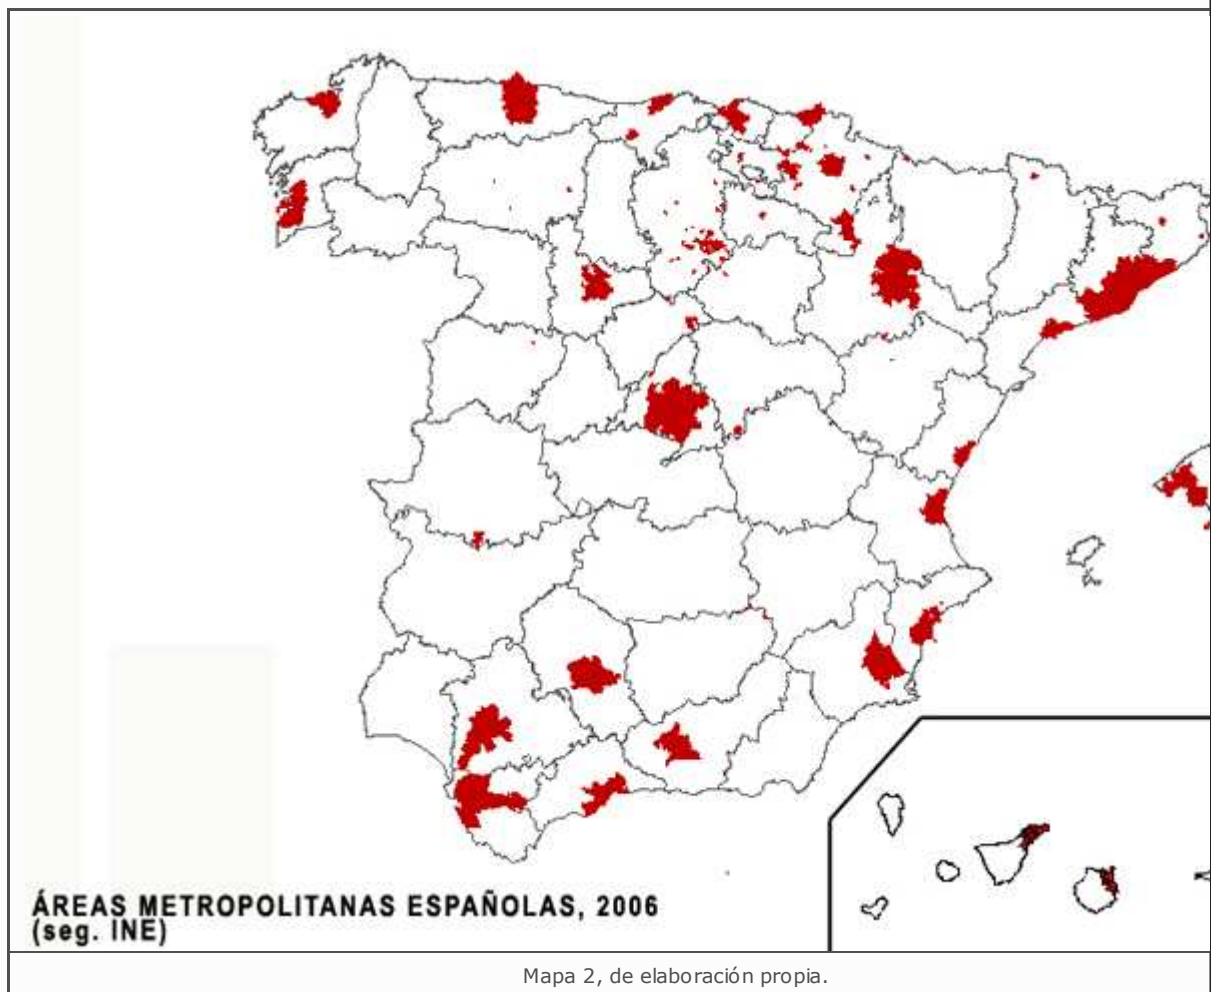 ÁREAS METROPOLITANAS ESPAÑOLAS, 2006
(seg. INE)
Mapa 2, de elaboración propia.